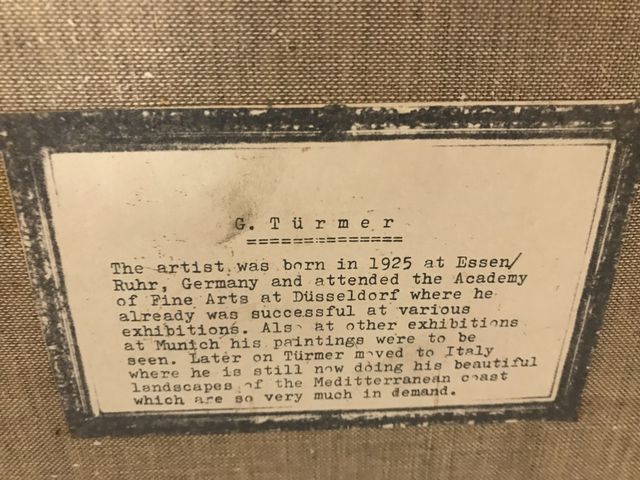 G. Türmer
==============
The artist was born in 1925 at Essen/
Ruhr, Germany and attended the Academy
of Fine Arts at Düsseldorf where he
already was successful at various
exhibitions. Also at other exhibitions
at Munich his paintings were to be
seen. Later on Türmer moved to Italy
where he is still now doing his beautiful
landscapes of the Meditterranean coast
which are so very much in demand.